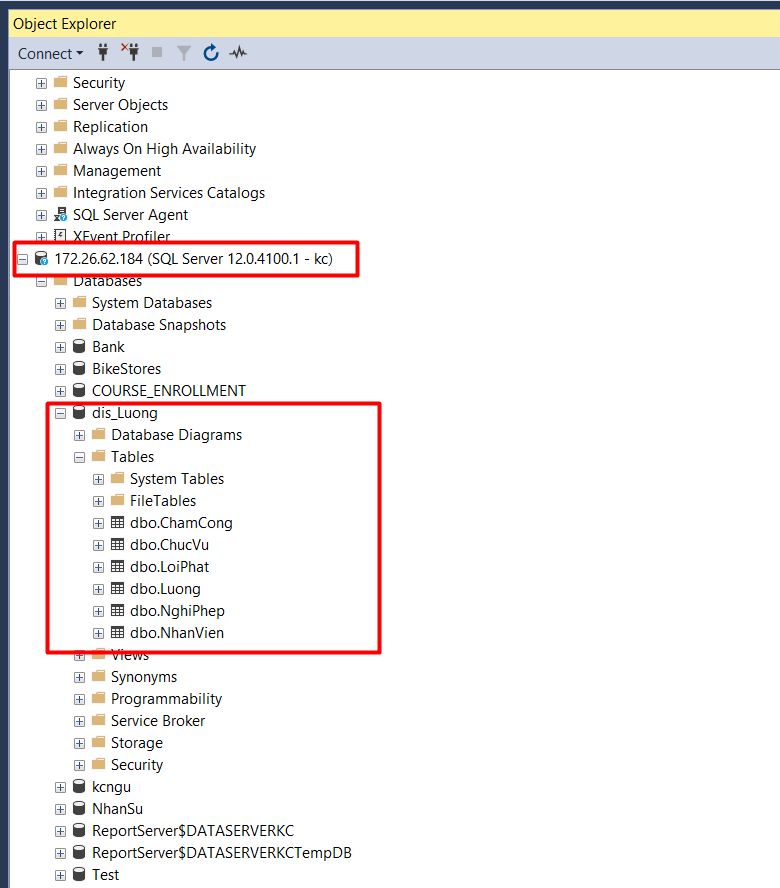 Object Explorer
Connect
Security
Server Objects
Replication
Always On High Availability
Management
Integration Services Catalogs
SQL Server Agent
XEvent Profiler
172.26.62.184 (SQL Server 12.0.4100.1 - kc)
Databases
System Databases
Database Snapshots
Bank
BikeStores
COURSE_ENROLLMENT
dis_Luong
Database Diagrams
Tables
System Tables
FileTables
dbo.ChamCong
dbo.ChucVu
dbo.LoiPhat
dbo.Luong
dbo.NghiPhep
dbo.NhanVien
Views
Synonyms
Programmability
Service Broker
Storage
Security
kcngu
NhanSu
ReportServer$DATASERVERKC
ReportServer$DATASERVERKCTempDB
Test